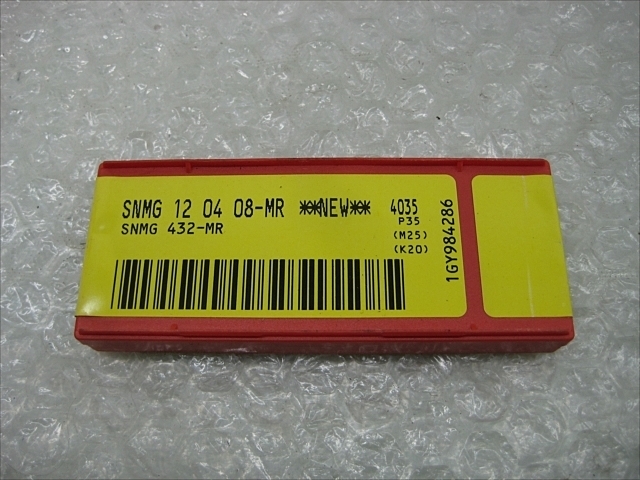 SNMG 12 04 08-MR **NEW** 4035
SNMG 432-MR P35
(M25)
(K20)
1GY984286